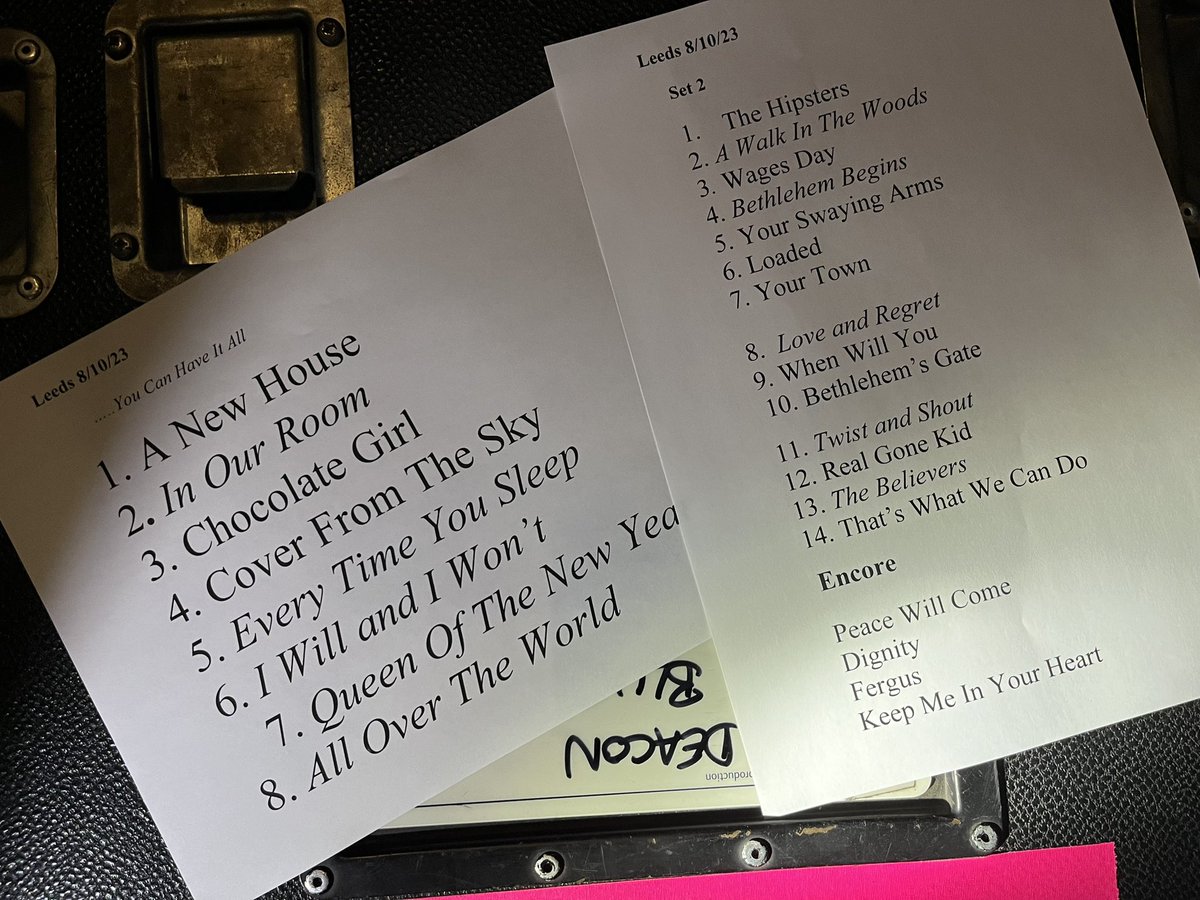 Leeds 8/10/23
.....You Can Have It All
1. A New House
2. In Our Room
3. Chocolate Girl
4. Cover From The Sky
5. Every Time You Sleep
6. I Will and I Won't
7. Queen Of The New Yea
8. All Over The World
Leeds 8/10/23
Set 2
1. The Hipsters
2. A Walk In The Woods
3. Wages Day
4. Bethlehem Begins
5. Your Swaying Arms
6. Loaded
7. Your Town
8. Love and Regret
9. When Will You
10. Bethlehem's Gate
11. Twist and Shout
12. Real Gone Kid
13. The Believers
14. That's What We Can Do
Encore
Peace Will Come
Dignity
Fergus
Keep Me In Your Heart
DEACON